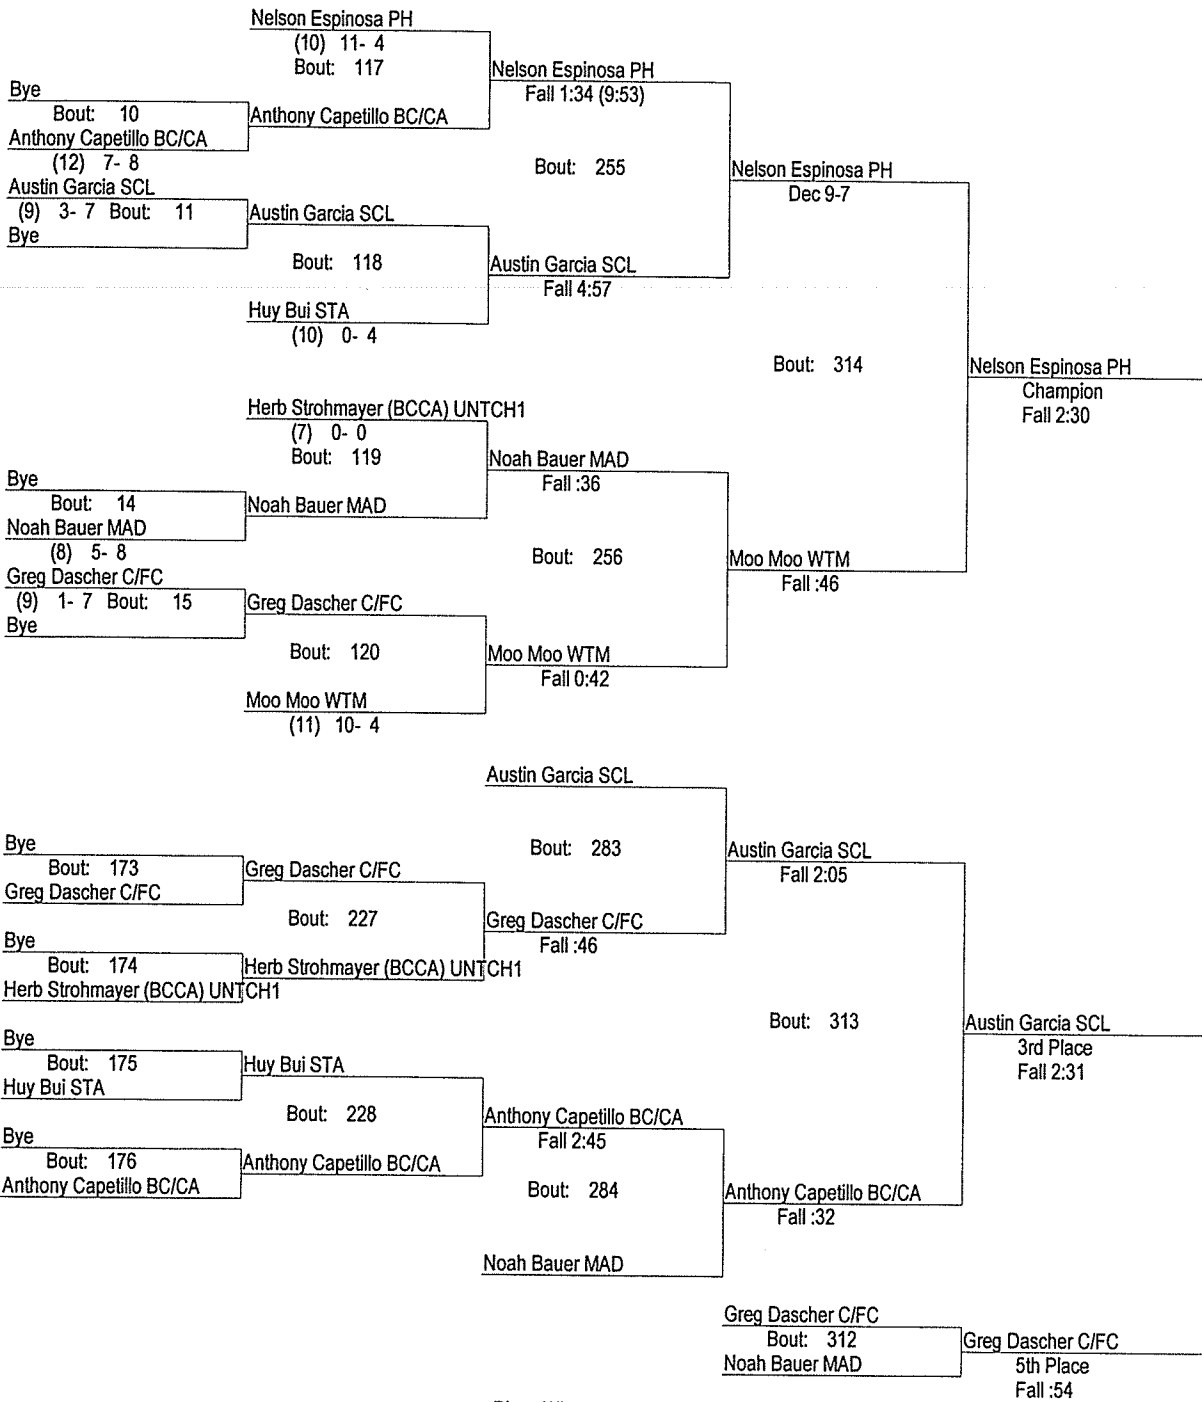 Nelson Espinosa PH
(10) 11- 4
Bout: 117
Nelson Espinosa PH
Fall 1:34 (9:53)
Bye
Bout: 10
Anthony Capetillo BC/CA
Anthony Capetillo BC/CA
(12) 7- 8
Bout: 255
Nelson Espinosa PH
Dec 9-7
Austin Garcia SCL
(9) 3- 7 Bout: 11
Austin Garcia SCL
Bye
Bout: 118
Austin Garcia SCL
Fall 4:57
Huy Bui STA
(10) 0- 4
Bout: 314
Nelson Espinosa PH
Champion
Fall 2:30
Herb Strohmayer (BCCA) UNTCH1
(7) 0- 0
Bout: 119
Noah Bauer MAD
Fall :36
Bye
Bout: 14
Noah Bauer MAD
Noah Bauer MAD
(8) 5- 8
Bout: 256
Moo Moo WTM
Fall :46
Greg Dascher C/FC
(9) 1- 7 Bout: 15
Greg Dascher C/FC
Bye
Bout: 120
Moo Moo WTM
Fall 0:42
Moo Moo WTM
(11) 10- 4
Austin Garcia SCL
Bout: 283
Austin Garcia SCL
Fall 2:05
Bye
Bout: 173
Greg Dascher C/FC
Greg Dascher C/FC
Bout: 227
Greg Dascher C/FC
Fall :46
Bye
Bout: 174
Herb Strohmayer (BCCA) UNTCH1
Herb Strohmayer (BCCA) UNTCH1
Bout: 313
Austin Garcia SCL
3rd Place
Fall 2:31
Bye
Bout: 175
Huy Bui STA
Huy Bui STA
Bout: 228
Anthony Capetillo BC/CA
Fall 2:45
Bye
Bout: 176
Anthony Capetillo BC/CA
Anthony Capetillo BC/CA
Bout: 284
Anthony Capetillo BC/CA
Fall :32
Noah Bauer MAD
Greg Dascher C/FC
Bout: 312
Noah Bauer MAD
Greg Dascher C/FC
5th Place
Fall :54